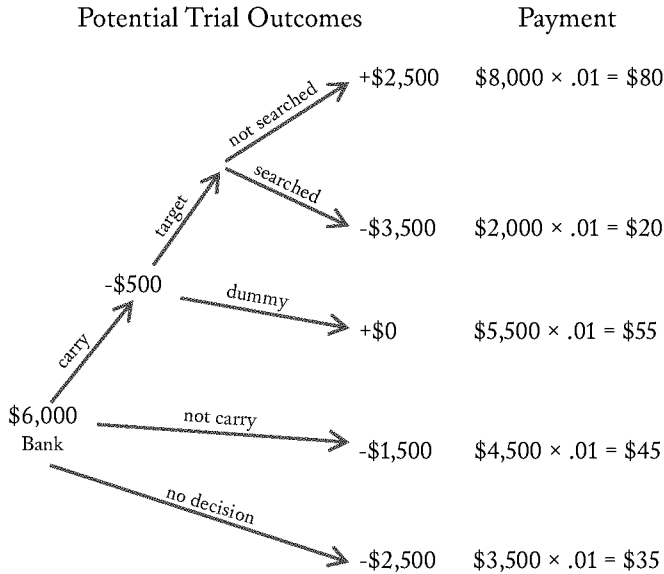 Potential Trial Outcomes
Payment
not searched
+$2,500
$8,000 × .01 = $80
searched
-$3,500
$2,000 × .01 = $20
target
-$500
dummy
+$0
$5,500 × .01 = $55
carry
$6,000
Bank
not carry
-$1,500
$4,500 × .01 = $45
no decision
-$2,500
$3,500 × .01 = $35